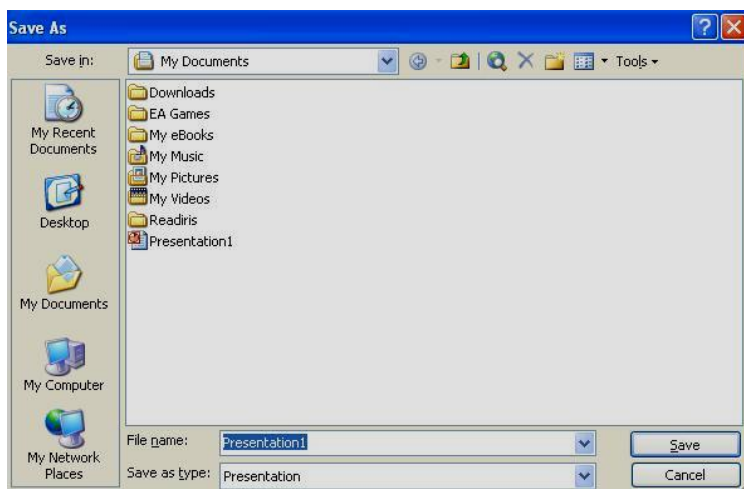 Save As
Save in:
My Documents
Tools
My Recent
Documents
Desktop
My Documents
My Computer
My Network
Places
Downloads
EA Games
My eBooks
My Music
My Pictures
My Videos
Readiris
Presentation1
File name:
Presentation1
Save
Save as type:
Presentation
Cancel